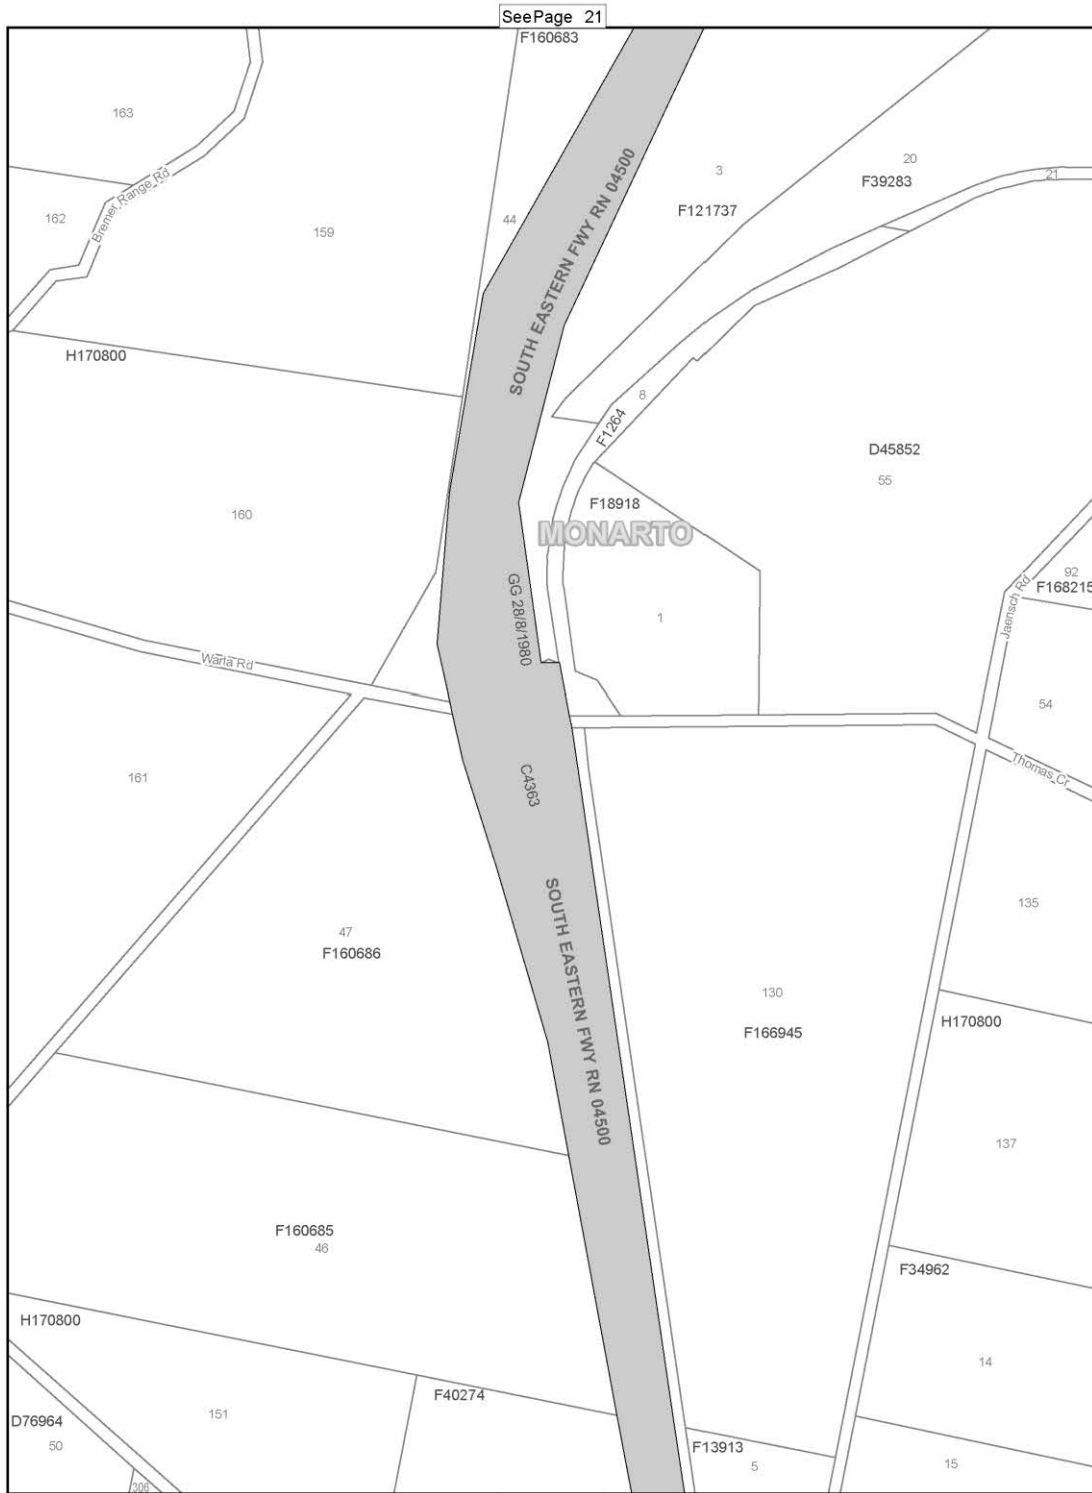 SeePage 21
F160683
163
Bremer Range Rd
162
159
44
SOUTH EASTERN FWY RN 04500
3
F121737
20
F39283
21
H170800
8
F1264
D45852
55
F18918
MONARTO
160
GG 28/8/1980
1
92
F168215
Jaensch Rd
54
Warla Rd
161
C4363
Thomas Cr
47
F160686
SOUTH EASTERN FWY RN 04500
135
130
F166945
H170800
137
F160685
46
F34962
H170800
14
F40274
151
D76964
50
F13913
5
15
306